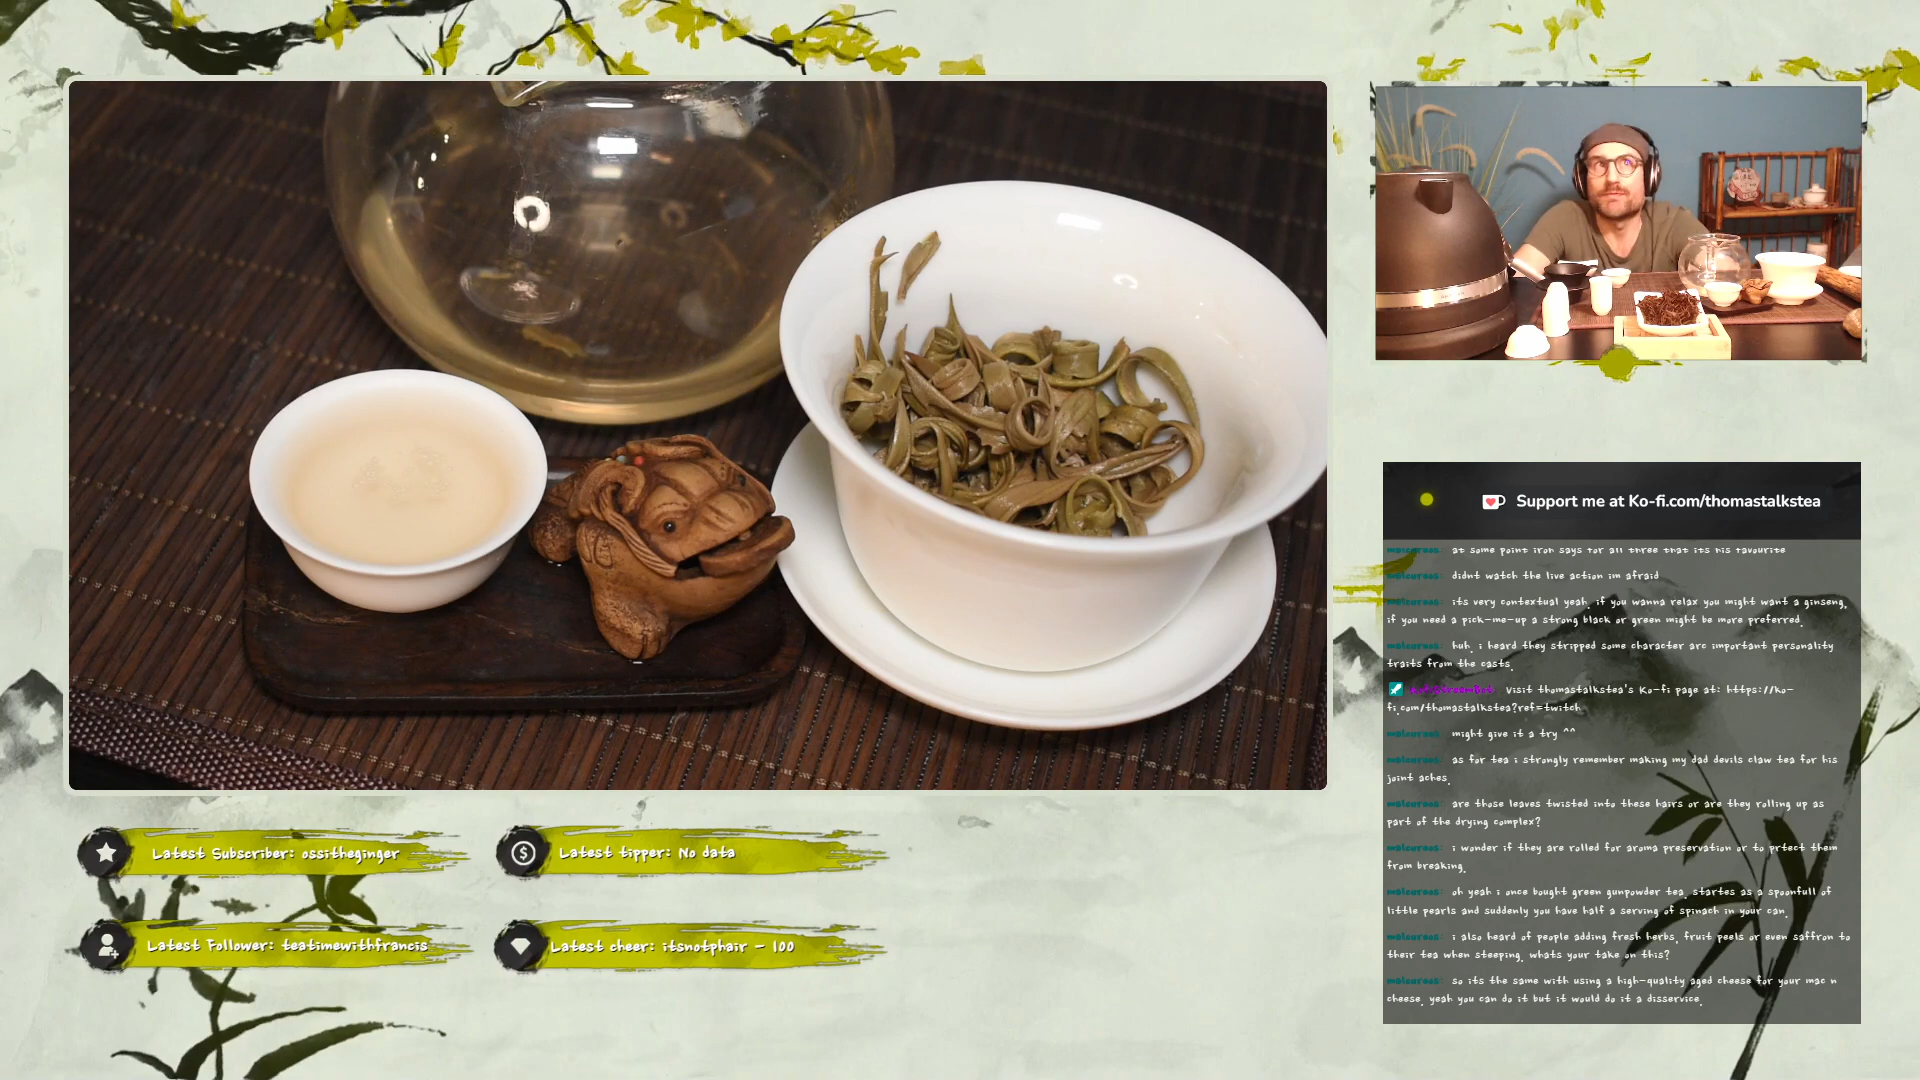 Support me at Ko-fi.com/thomastalkstea
at some point iroh says for all three that its his favourite
didnt watch the live action im afraid
its very contextual yeah. if you wanna relax you might want a ginseng,
if you need a pick-me-up a strong black or green might be more preferred.
huh. i heard they stripped some character arc important personality
traits from the casts.
Visit thomastalkstea's Ko-fi page at: https://ko-
fi.com/thomastalkstea?ref=twitch
might give it a try ^^
as for tea i strongly remember making my dad devils claw tea for his
joint aches.
are those leaves twisted into these hairs or are they rolling up as
part of the drying complex?
i wonder if they are rolled for aroma preservation or to prtect them
from breaking.
oh yeah i once bought green gunpowder tea. startes as a spoonfull of
little pearls and suddenly you have half a serving of spinach in your can.
i also heard of people adding fresh herbs, fruit peels or even saffron to
their tea when steeping. whats your take on this?
so its the same with using a high-quality aged cheese for your mac n
cheese. yeah you can do it but it would do it a disservice.
Latest Subscriber: ossitheginger
Latest tipper: No data
Latest Follower: teatimewithfrancis
Latest cheer: itsnotphair - 100